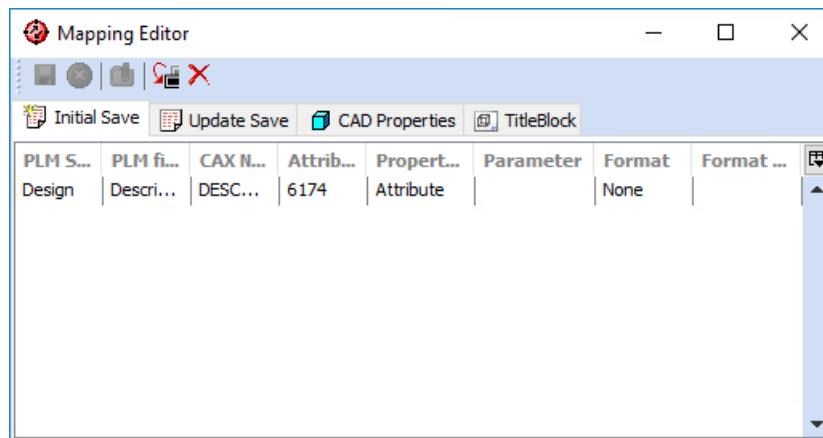 Mapping Editor
Initial Save Update Save CAD Properties TitleBlock
PLM S... PLM fi... CAX N... Attrib... Propert... Parameter Format Format ...
Design Descri... DESC... 6174 Attribute None